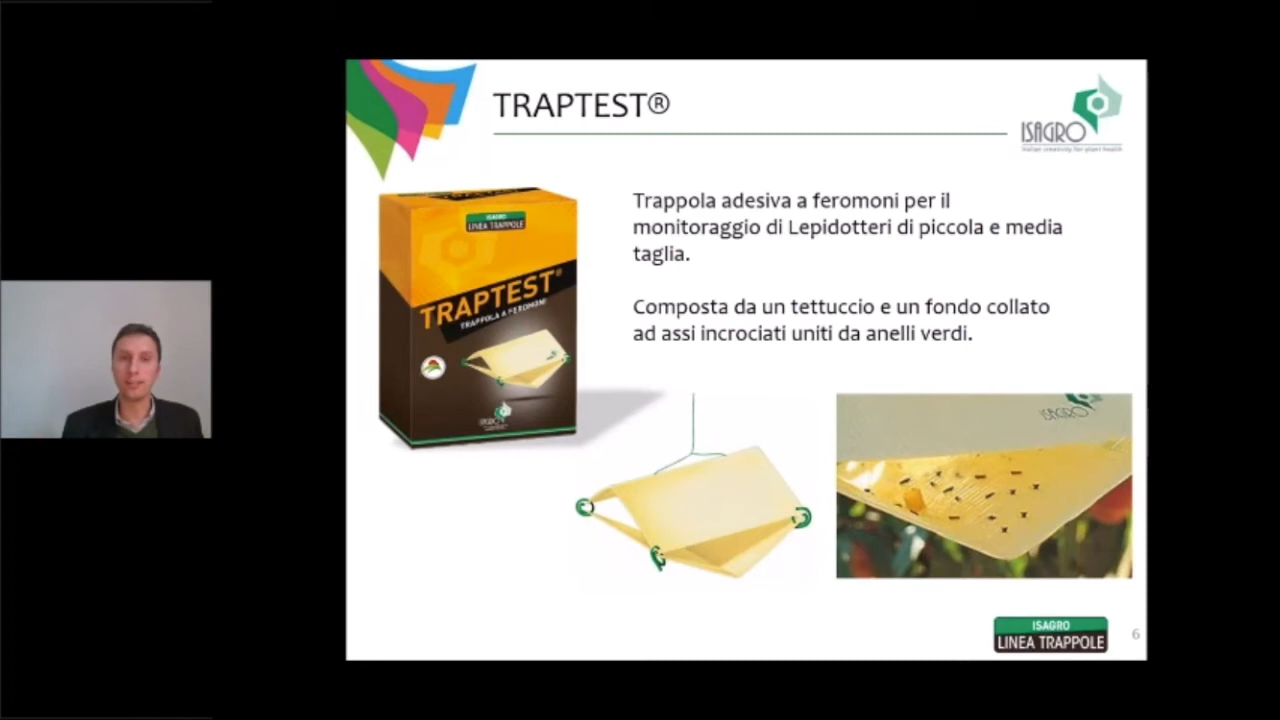 TRAPTEST®
ISAGRO
Italian creativity for plant health
ISAGRO
LINEA TRAPPOLE
TRAPTEST®
TRAPPOLA A FEROMONI
ISAGRO
Trappola adesiva a feromoni per il
monitoraggio di Lepidotteri di piccola e media
taglia.
Composta da un tettuccio e un fondo collato
ad assi incrociati uniti da anelli verdi.
ISAGRO
ISAGRO
LINEA TRAPPOLE
6